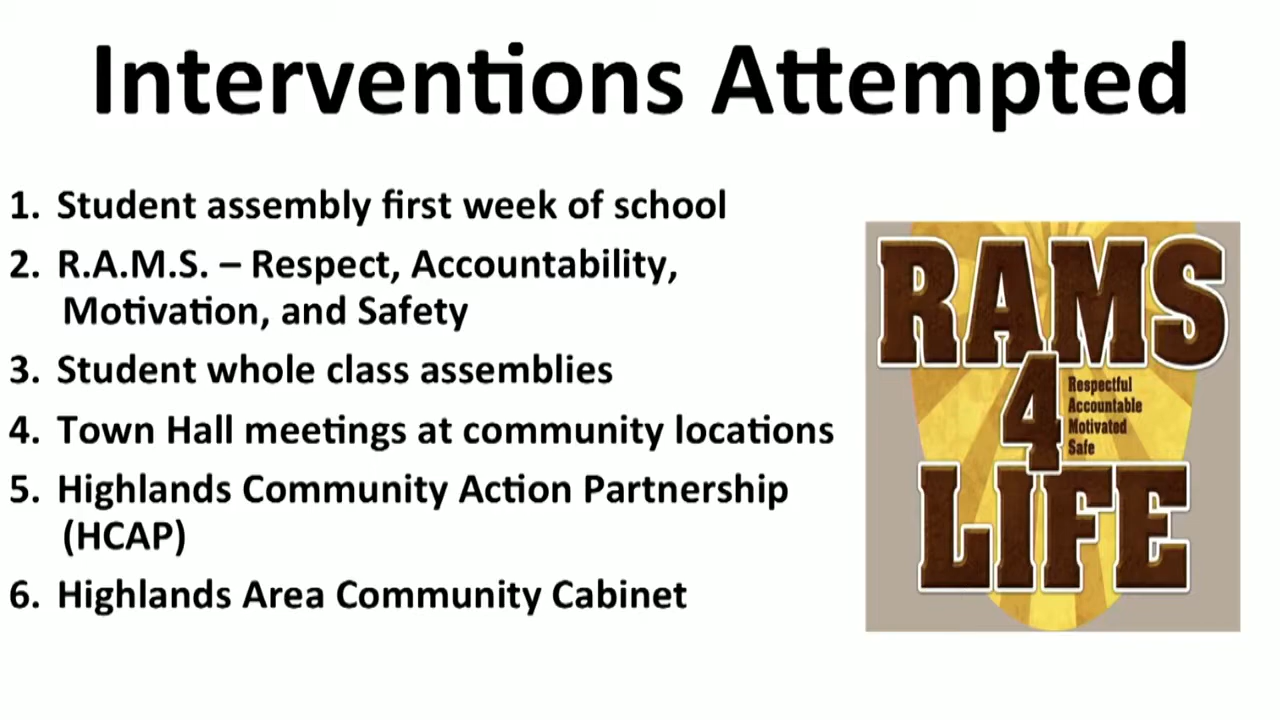 Interventions Attempted
1. Student assembly first week of school
2. R.A.M.S. – Respect, Accountability,
Motivation, and Safety
3. Student whole class assemblies
4. Town Hall meetings at community locations
5. Highlands Community Action Partnership
(HCAP)
6. Highlands Area Community Cabinet
RAMS
4
Respectful
Accountable
Motivated
Safe
LIFE